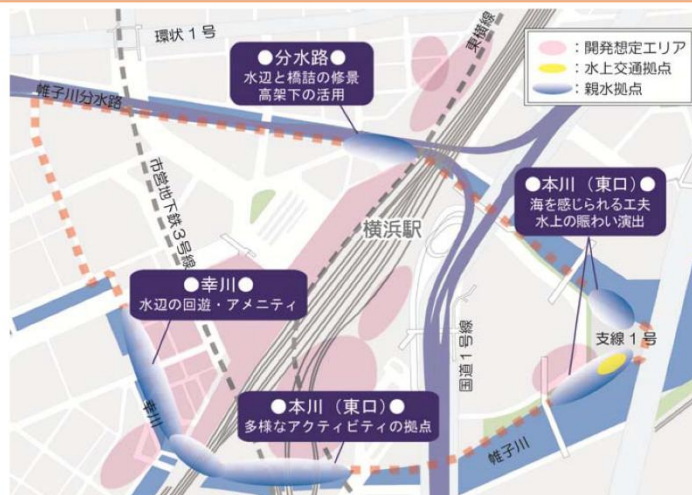 環状1号
東横線
：開発想定エリア
：水上交通拠点
：親水拠点
●分水路●
水辺と橋詰の修景
高架下の活用
帷子川分水路
市営地下鉄3号線
横浜駅
●本川（東口）●
海を感じられる工夫
水上の賑わい演出
●幸川●
水辺の回遊・アメニティ
国道1号線
支線1号
幸川
●本川（東口）●
多様なアクティビティの拠点
帷子川